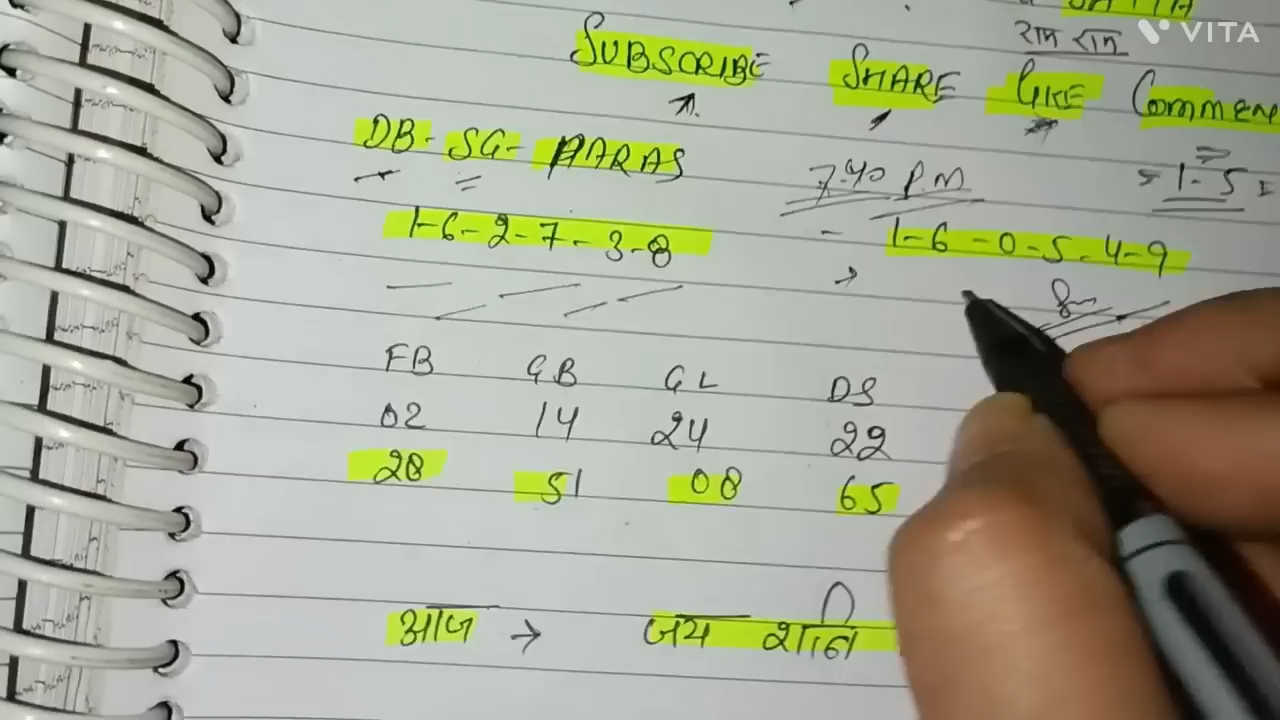 राम राम VITA
SUBSCRIBE SHARE LIKE Commen
DB- SG- PARAS 7.40 P.M 1-5
1-6-2-7-3-8 - 1-6-0-5-4-9
FB GB GL DS
02 14 24 22
28 51 08 65
आज → जय शनि